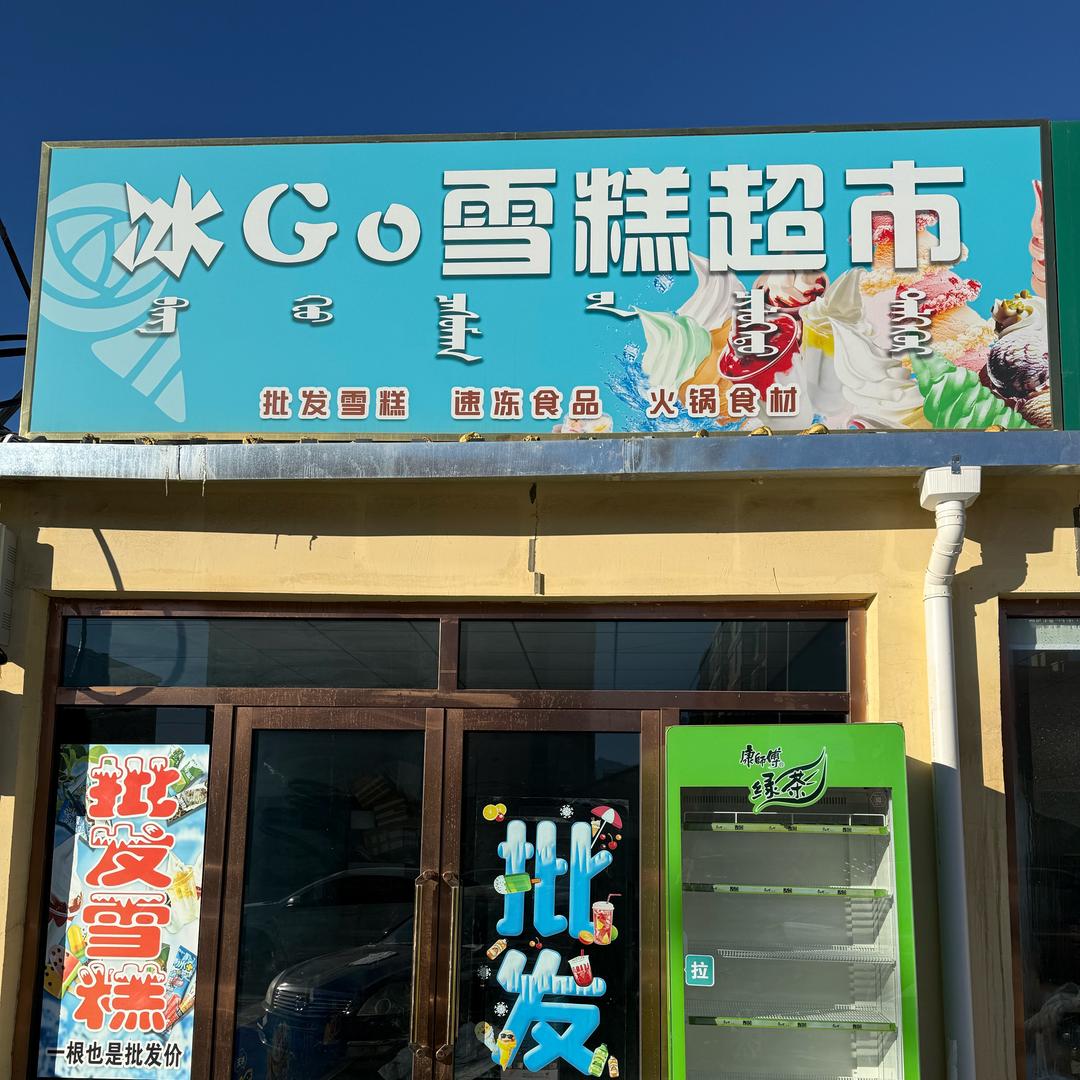 冰Go雪糕超市
批发雪糕 速冻食品 火锅食材
批发雪糕
一根也是批发价
批发
康师傅
绿茶
拉